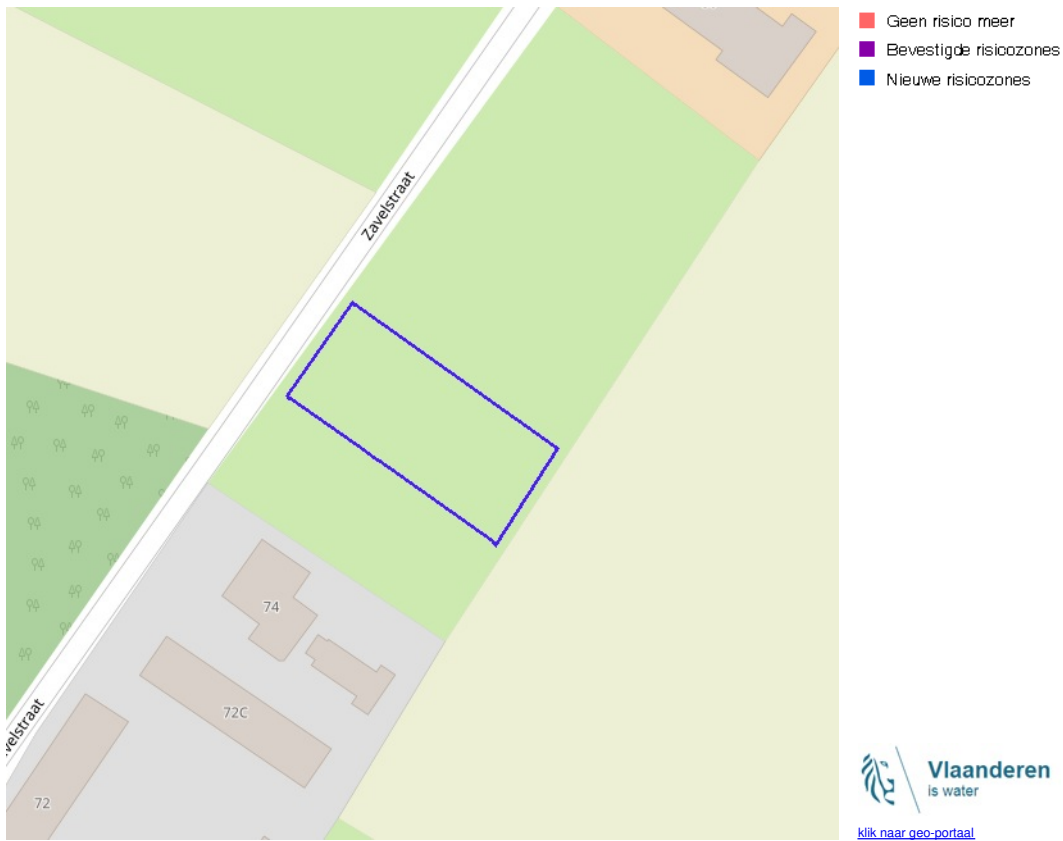 Geen risico meer
Bevestigde risicozones
Nieuwe risicozones
Zavelstraat
74
72C
velstraat
72
Vlaanderen
is water
klik naar geo-portaal